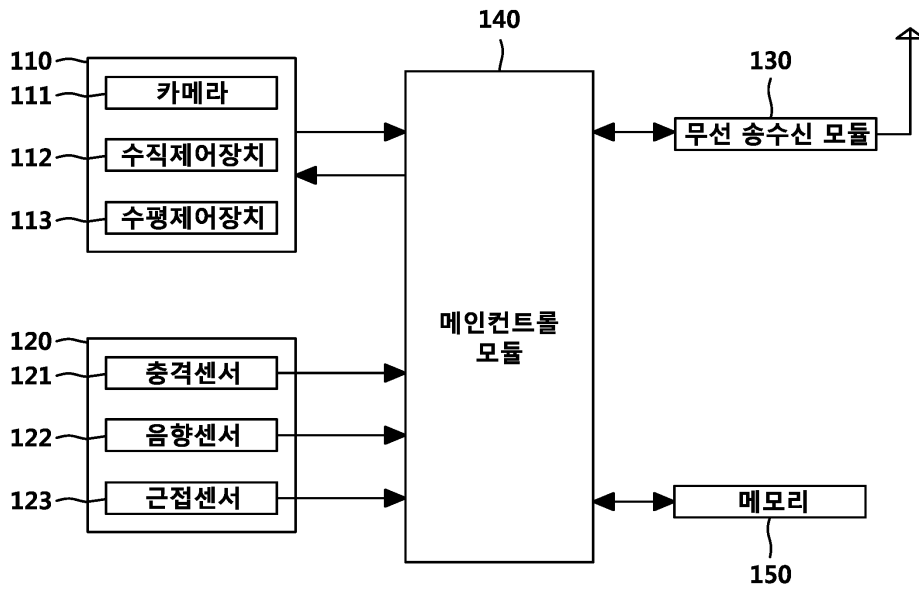 140
110
111
카메라
112
수직제어장치
113
수평제어장치
130
무선 송수신 모듈
메인컨트롤
모듈
120
121
충격센서
122
음향센서
123
근접센서
메모리
150